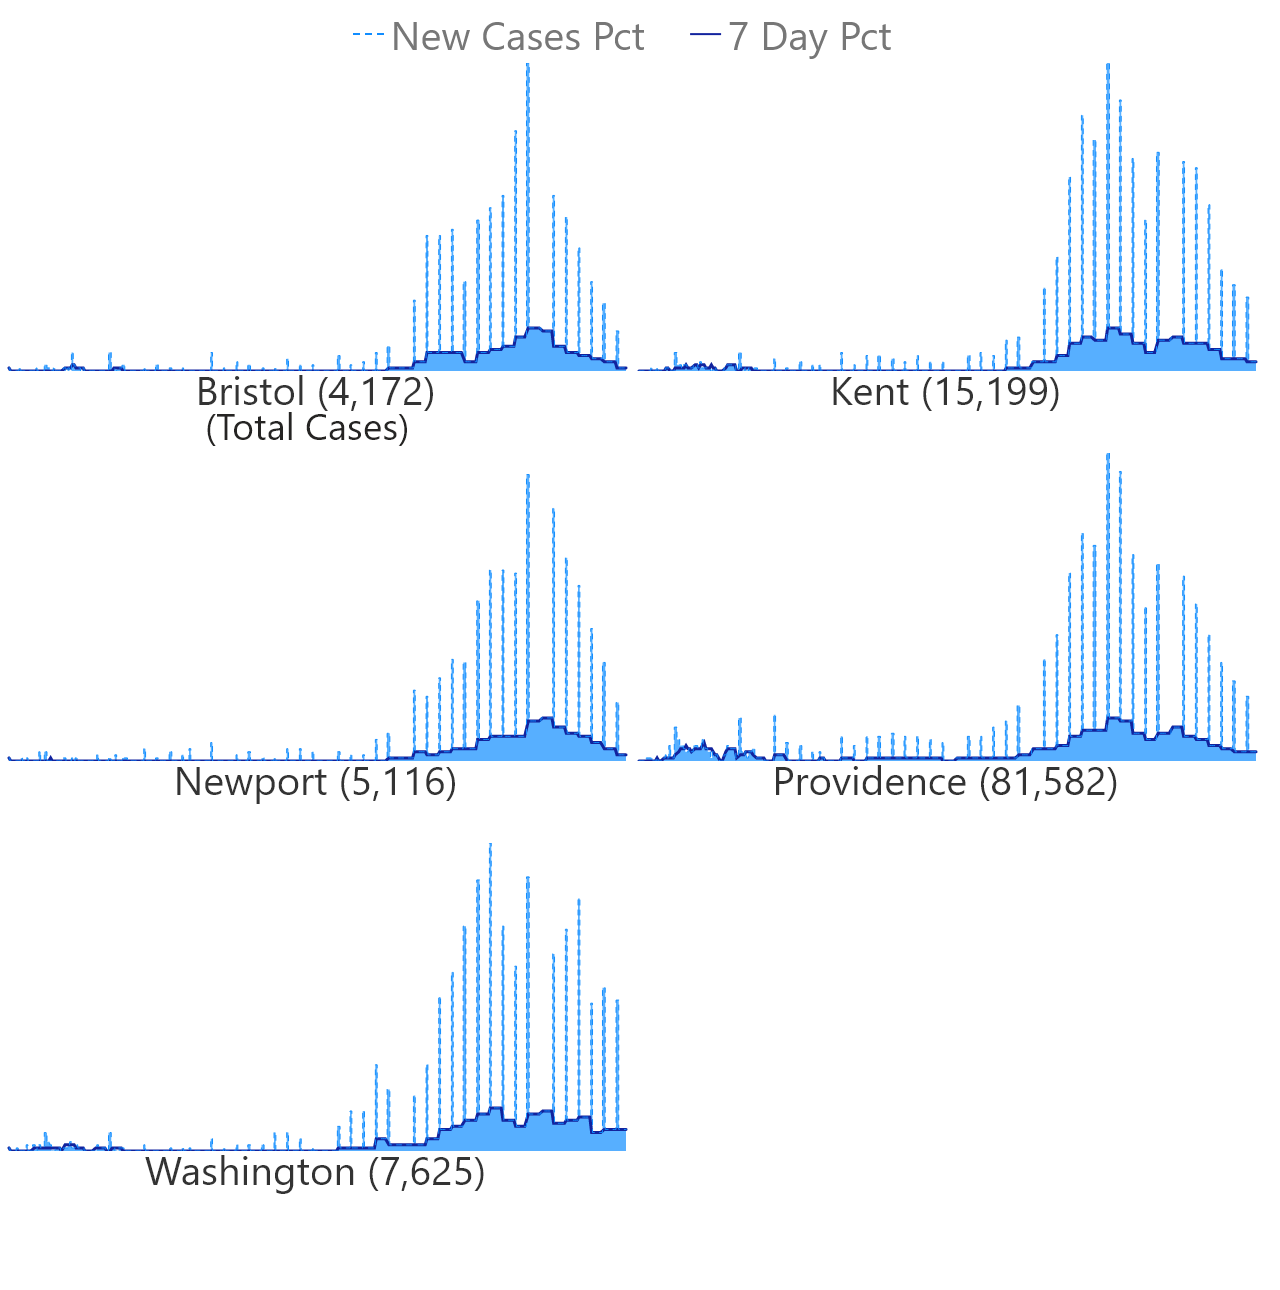 New Cases Pct 7 Day Pct
Bristol (4,172)
(Total Cases)
Kent (15,199)
Newport (5,116)
Providence (81,582)
Washington (7,625)